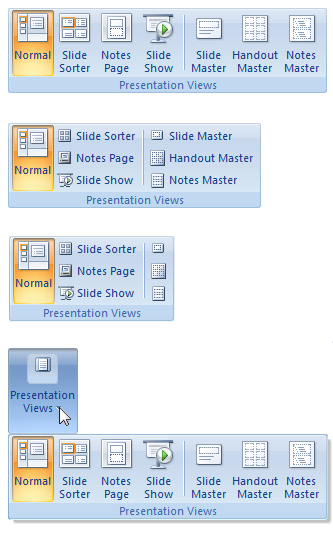 Normal Slide Sorter Notes Page Slide Show Slide Master Handout Master Notes Master
Presentation Views
Normal
Slide Sorter Slide Master
Notes Page Handout Master
Slide Show Notes Master
Presentation Views
Normal
Slide Sorter
Notes Page
Slide Show
Presentation Views
Presentation
Views
Normal Slide Sorter Notes Page Slide Show Slide Master Handout Master Notes Master
Presentation Views